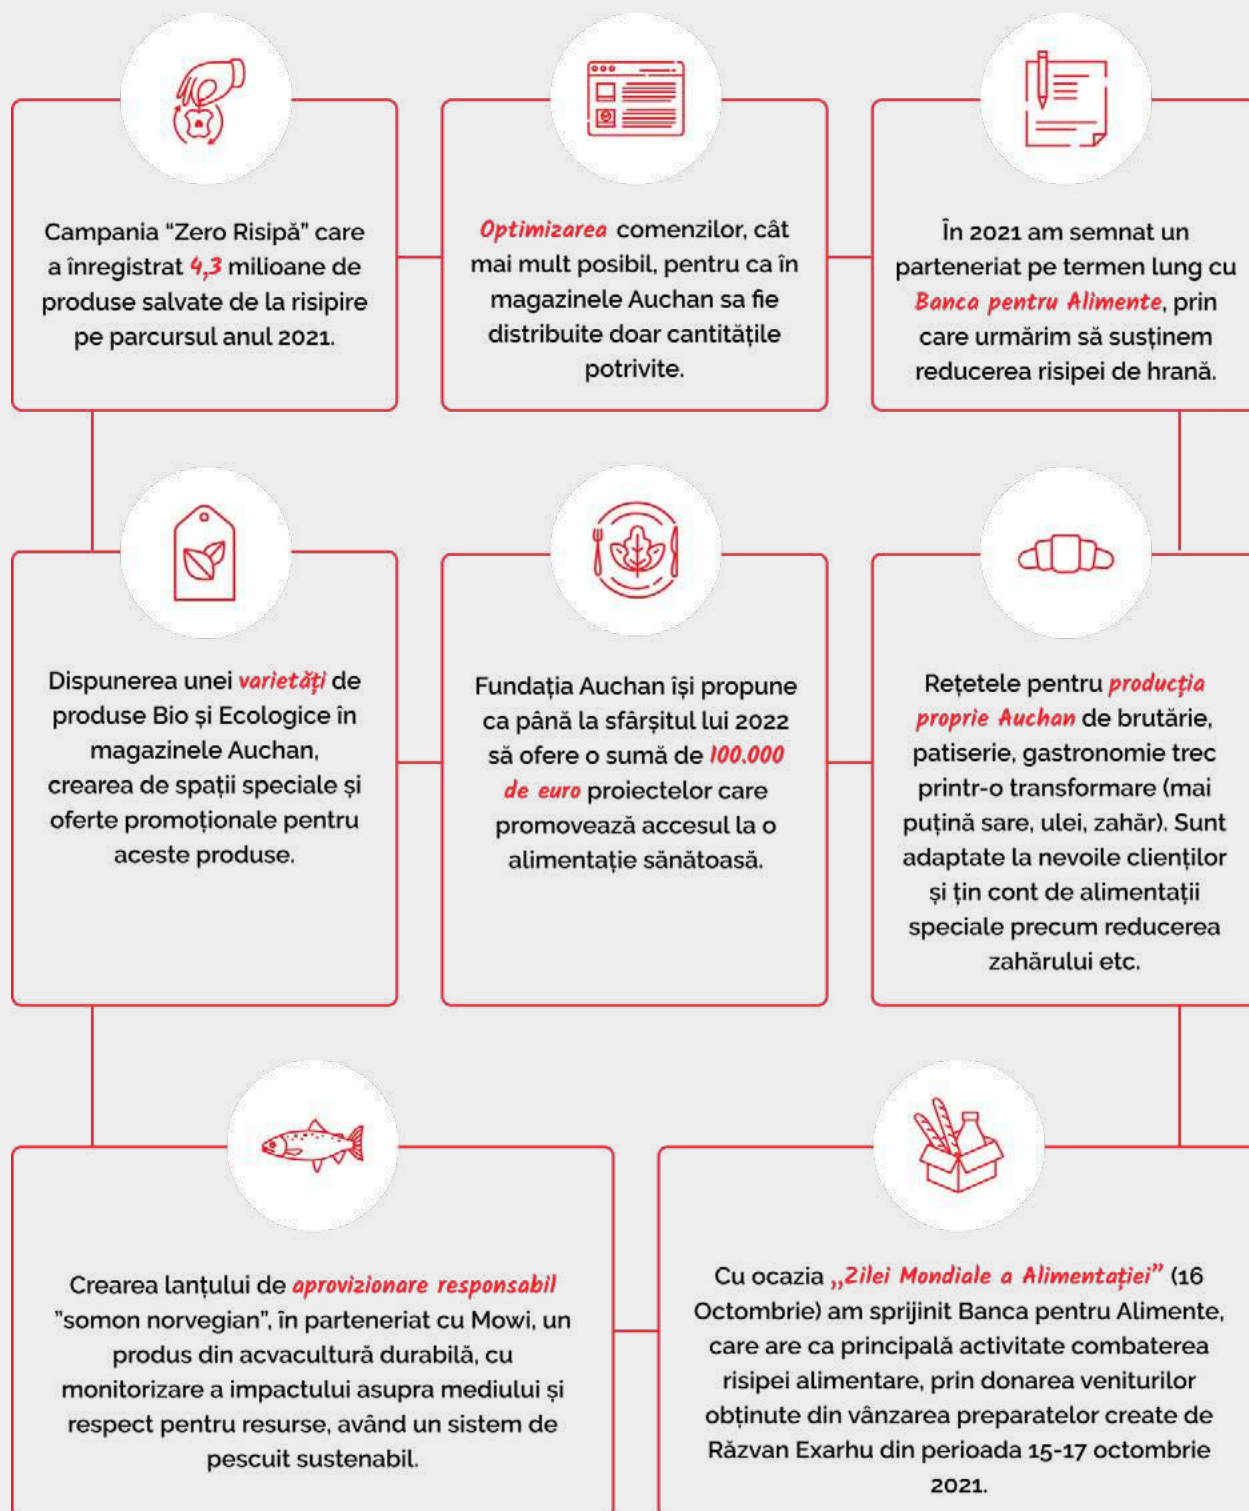 Campania “Zero Risipă” care
a înregistrat 4,3 milioane de
produse salvate de la risipire
pe parcursul anul 2021.
Optimizarea comenzilor, cât
mai mult posibil, pentru ca în
magazinele Auchan sa fie
distribuite doar cantitățile
potrivite.
În 2021 am semnat un
parteneriat pe termen lung cu
Banca pentru Alimente, prin
care urmărim să susținem
reducerea risipei de hrană.
Dispunerea unei varietăți de
produse Bio și Ecologice în
magazinele Auchan,
crearea de spații speciale și
oferte promoționale pentru
aceste produse.
Fundația Auchan își propune
ca până la sfârșitul lui 2022
să ofere o sumă de 100.000
de euro proiectelor care
promovează accesul la o
alimentație sănătoasă.
Rețetele pentru producția
proprie Auchan de brutărie,
patiserie, gastronomie trec
printr-o transformare (mai
puțină sare, ulei, zahăr). Sunt
adaptate la nevoile clienților
și țin cont de alimentații
speciale precum reducerea
zahărului etc.
Crearea lanțului de aprovizionare responsabil
"somon norvegian", în parteneriat cu Mowi, un
produs din acvacultură durabilă, cu
monitorizare a impactului asupra mediului și
respect pentru resurse, având un sistem de
pescuit sustenabil.
Cu ocazia „Zilei Mondiale a Alimentației” (16
Octombrie) am sprijinit Banca pentru Alimente,
care are ca principală activitate combaterea
risipei alimentare, prin donarea veniturilor
obținute din vânzarea preparatelor create de
Răzvan Exarhu din perioada 15-17 octombrie
2021.